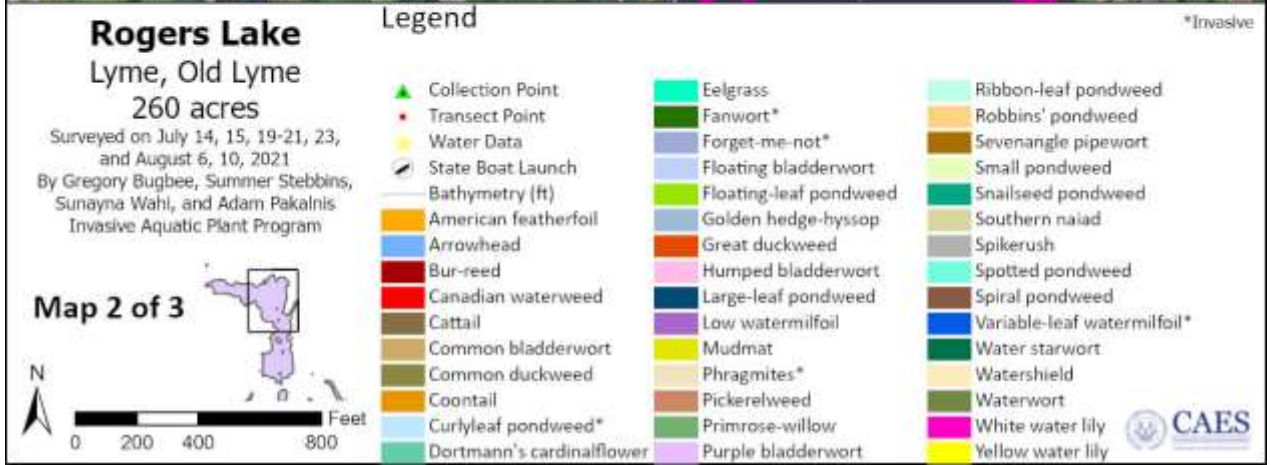 Rogers Lake
Lyme, Old Lyme
260 acres
Surveyed on July 14, 15, 19-21, 23,
and August 6, 10, 2021
By Gregory Bugbee, Summer Stebbins,
Sunayna Wahl, and Adam Pakalnis
Invasive Aquatic Plant Program
Map 2 of 3
N
Feet
0 200 400 800
Legend
*Invasive
Collection Point
Transect Point
Water Data
State Boat Launch
Bathymetry (ft)
American featherfoil
Arrowhead
Bur-reed
Canadian waterweed
Cattail
Common bladderwort
Common duckweed
Coontail
Curlyleaf pondweed*
Dortmann's cardinalflower
Eelgrass
Fanwort*
Forget-me-not*
Floating bladderwort
Floating-leaf pondweed
Golden hedge-hyssop
Great duckweed
Humped bladderwort
Large-leaf pondweed
Low watermilfoil
Mudmat
Phragmites*
Pickerelweed
Primrose-willow
Purple bladderwort
Ribbon-leaf pondweed
Robbins' pondweed
Sevenangle pipewort
Small pondweed
Snailseed pondweed
Southern naiad
Spikerush
Spotted pondweed
Spiral pondweed
Variable-leaf watermilfoil*
Water starwort
Watershield
Waterwort
White water lily
Yellow water lily
CAES